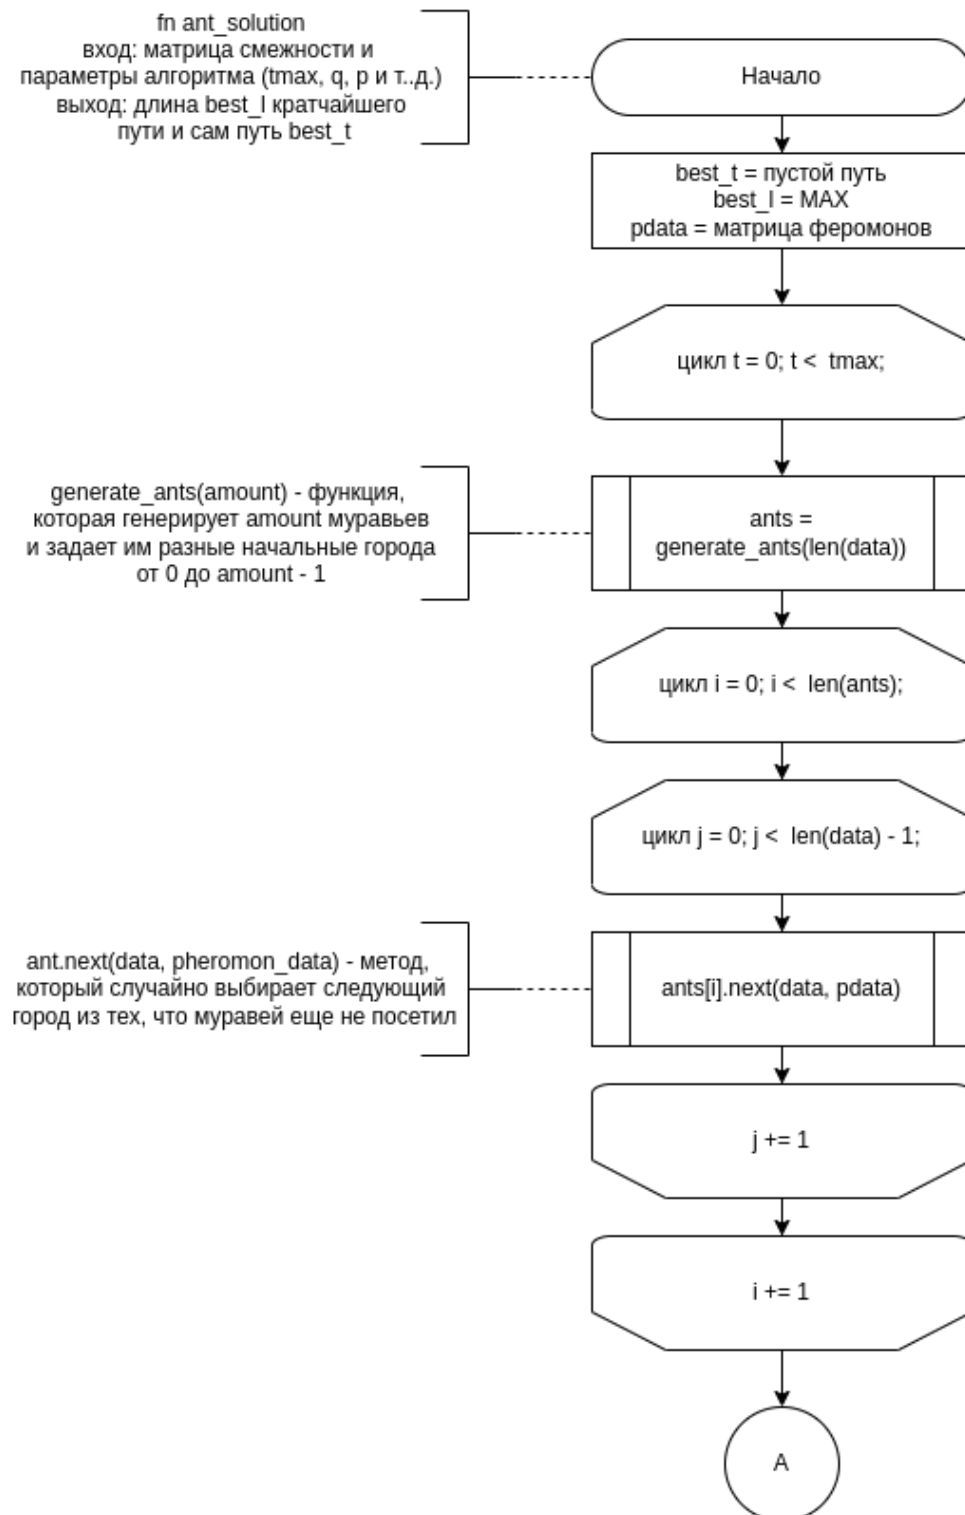 fn ant_solution
вход: матрица смежности и
параметры алгоритма (tmax, q, p и т..д.)
выход: длина best_l кратчайшего
пути и сам путь best_t
Начало
best_t = пустой путь
best_l = MAX
pdata = матрица феромонов
цикл t = 0; t < tmax;
generate_ants(amount) - функция,
которая генерирует amount муравьев
и задает им разные начальные города
от 0 до amount - 1
ants =
generate_ants(len(data))
цикл i = 0; i < len(ants);
цикл j = 0; j < len(data) - 1;
ant.next(data, pheromon_data) - метод,
который случайно выбирает следующий
город из тех, что муравей еще не посетил
ants[i].next(data, pdata)
j += 1
i += 1
A